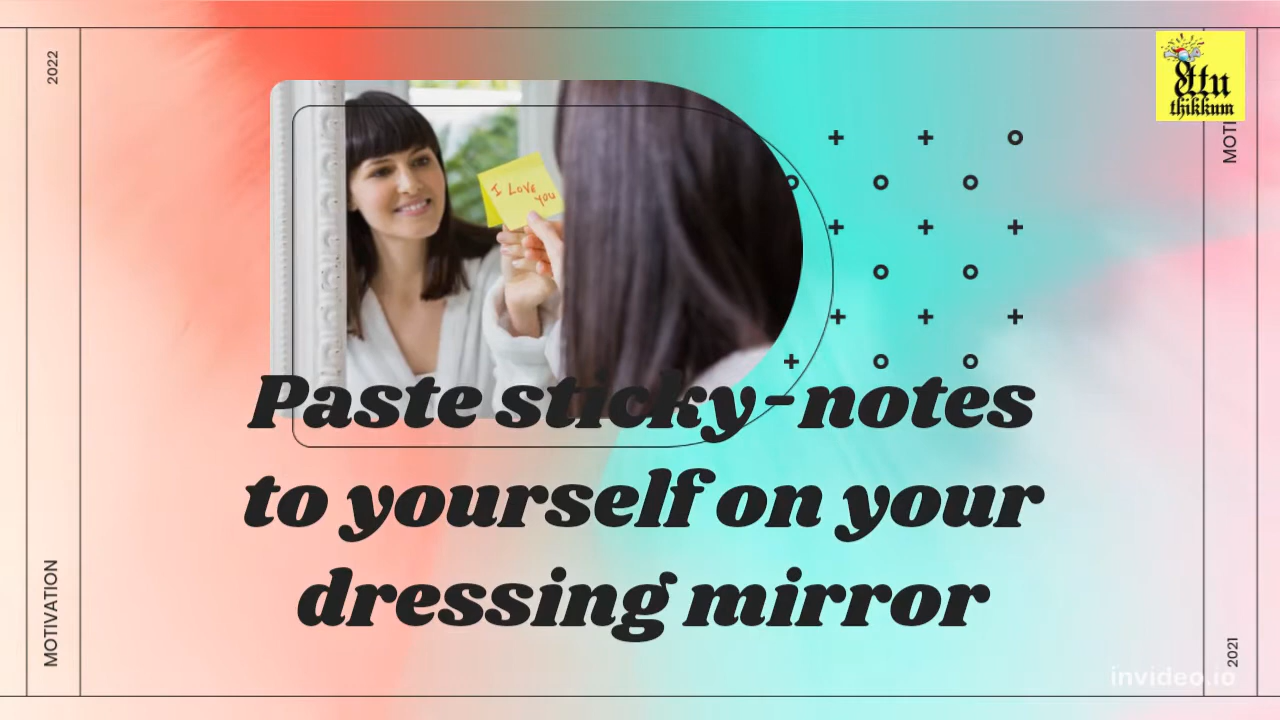 2022
MOTIVATION
I LOVE
YOU
Paste sticky-notes
to yourself on your
dressing mirror
thikkum
MOTI
2021
invideo.io